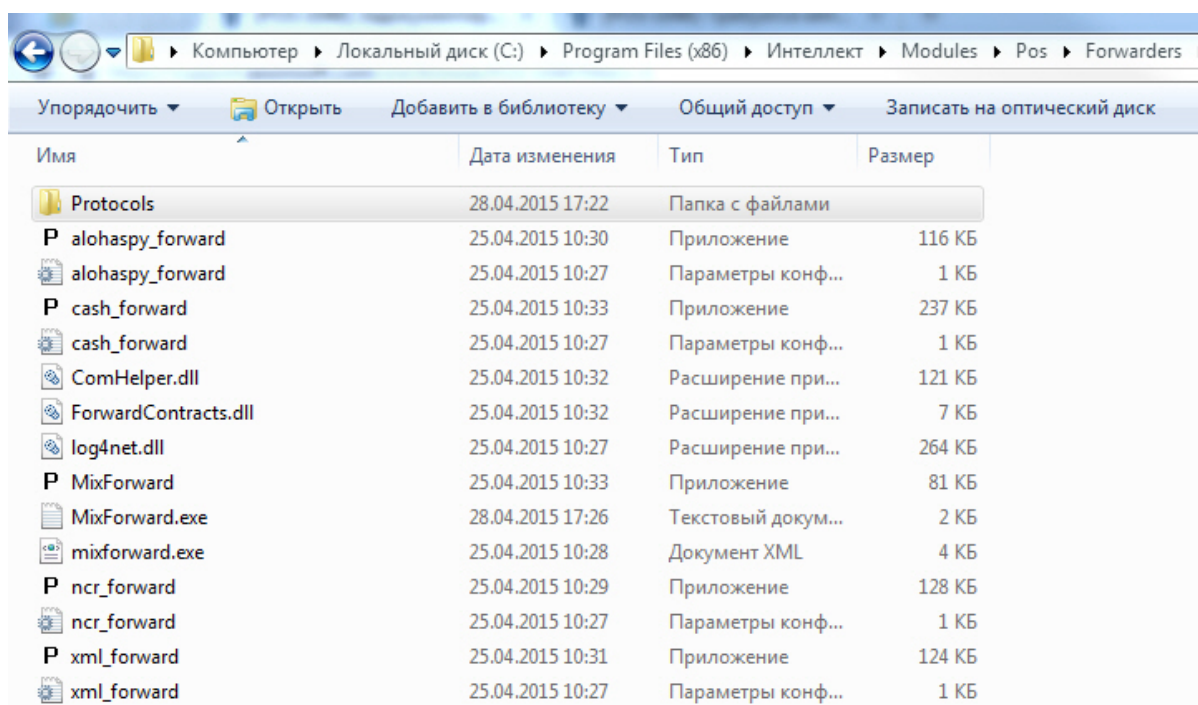 Компьютер ▸ Локальный диск (C:) ▸ Program Files (x86) ▸ Интеллект ▸ Modules ▸ Pos ▸ Forwarders
Упорядочить Открыть Добавить в библиотеку Общий доступ Записать на оптический диск
Имя Дата изменения Тип Размер
Protocols 28.04.2015 17:22 Папка с файлами
alohaspy_forward 25.04.2015 10:30 Приложение 116 КБ
alohaspy_forward 25.04.2015 10:27 Параметры конф... 1 КБ
cash_forward 25.04.2015 10:33 Приложение 237 КБ
cash_forward 25.04.2015 10:27 Параметры конф... 1 КБ
ComHelper.dll 25.04.2015 10:32 Расширение при... 121 КБ
ForwardContracts.dll 25.04.2015 10:32 Расширение при... 7 КБ
log4net.dll 25.04.2015 10:27 Расширение при... 264 КБ
MixForward 25.04.2015 10:33 Приложение 81 КБ
MixForward.exe 28.04.2015 17:26 Текстовый докум... 2 КБ
mixforward.exe 25.04.2015 10:28 Документ XML 4 КБ
ncr_forward 25.04.2015 10:29 Приложение 128 КБ
ncr_forward 25.04.2015 10:27 Параметры конф... 1 КБ
xml_forward 25.04.2015 10:31 Приложение 124 КБ
xml_forward 25.04.2015 10:27 Параметры конф... 1 КБ